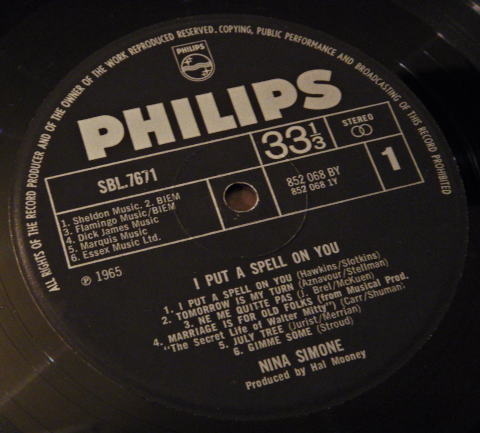 ALL RIGHTS OF THE RECORD PRODUCER AND OF THE OWNER OF THE WORK REPRODUCED RESERVED. COPYING, PUBLIC PERFORMANCE AND BROADCASTING OF THIS RECORD PROHIBITED
PHILIPS
PHILIPS
SBL.7671
33 1/3
STEREO
1. Sheldon Music. 2. BIEM
3. Flamingo Music/BIEM
4. Dick James Music
5. Marquis Music
6. Essex Music Ltd.
852 068 BY
852 068 1Y
1
℗ 1965
I PUT A SPELL ON YOU
1. I PUT A SPELL ON YOU (Hawkins/Slotkins)
2. TOMORROW IS MY TURN (Aznavour/Stellman)
3. NE ME QUITTE PAS (J. Brel/McKuen)
4. MARRIAGE IS FOR OLD FOLKS (from Musical Prod.
"The Secret Life of Walter Mitty") (Carr/Shuman)
5. JULY TREE (Jurist/Merrian)
6. GIMME SOME (Stroud)
NINA SIMONE
Produced by Hal Mooney